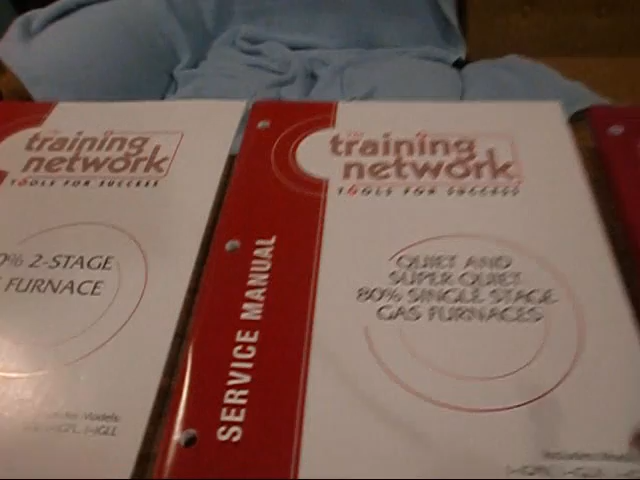 training
network
TOOLS FOR SUCCESS
2-STAGE
FURNACE
the
training
network
TOOLS FOR SUCCESS
SERVICE MANUAL
QUIET AND
SUPER QUIET
80% SINGLE STAGE
GAS FURNACES